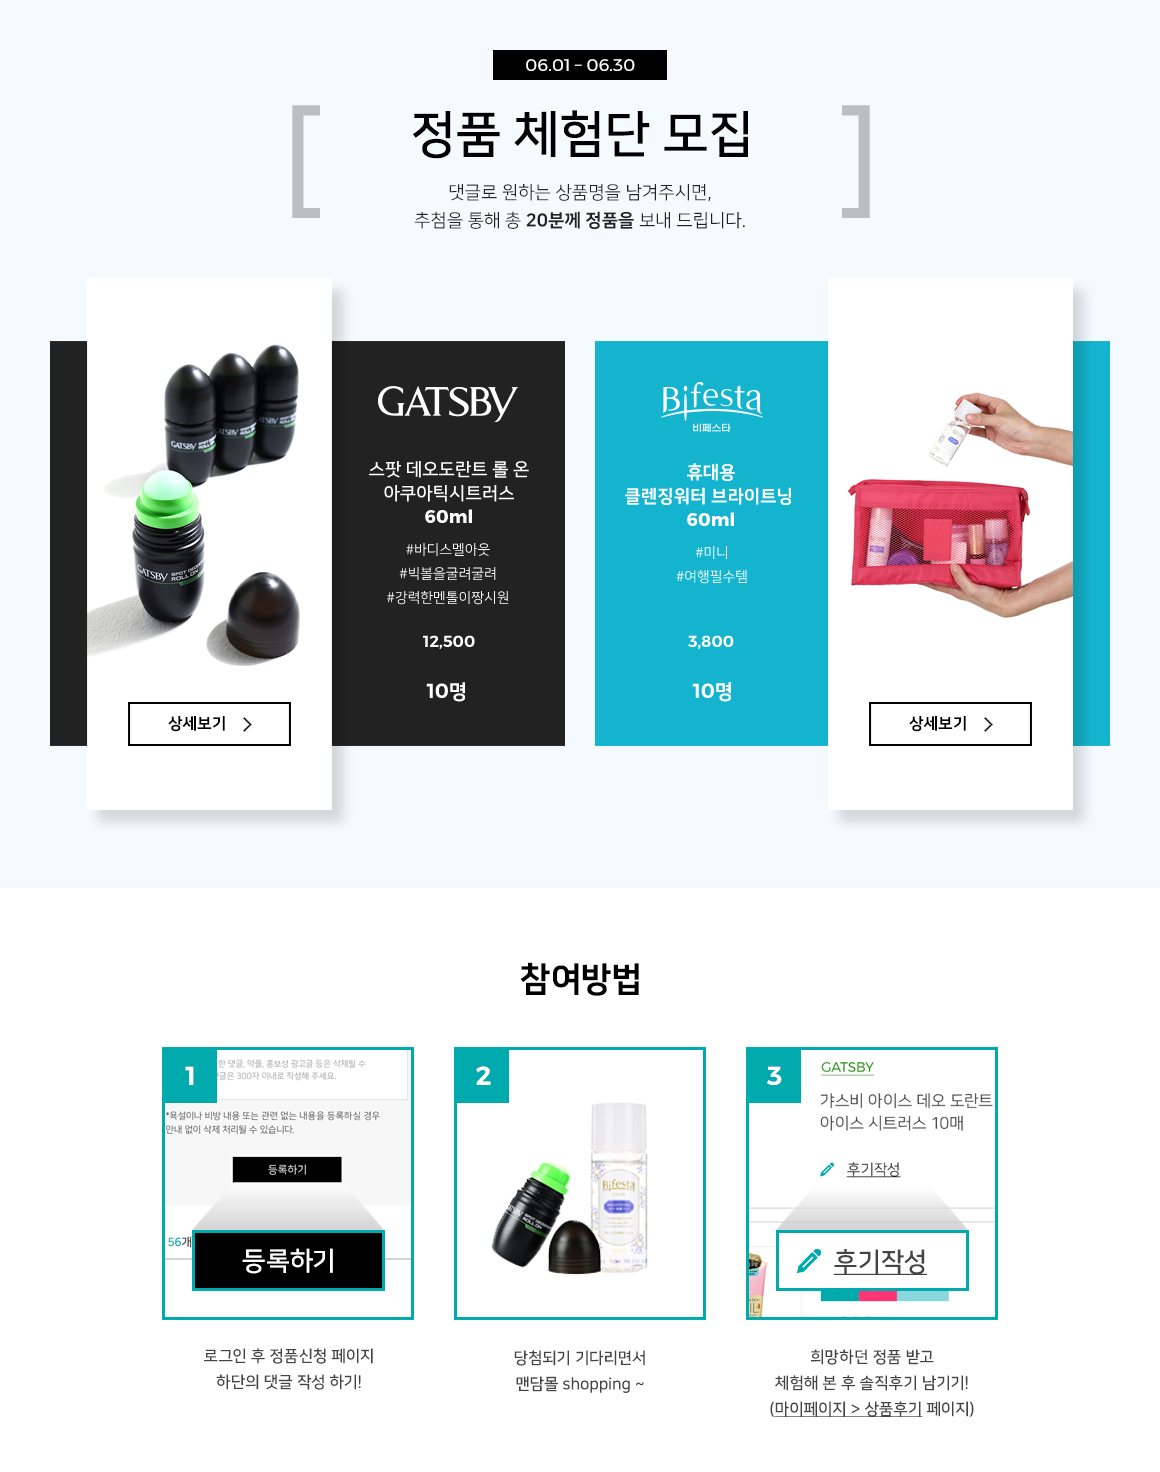 06.01 - 06.30
정품 체험단 모집
댓글로 원하는 상품명을 남겨주시면,
추첨을 통해 총 20분께 정품을 보내 드립니다.
GATSBY
스팟 데오도란트 롤 온
아쿠아틱시트러스
60ml
#바디스멜아웃
#빅볼을굴려굴려
#강력한멘톨이짱시원
12,500
10명
GATSBY
GATSBY SPOT DEODORANT
ROLL ON
상세보기
Bifesta
비페스타
휴대용
클렌징워터 브라이트닝
60ml
#미니
#여행필수템
3,800
10명
상세보기
참여방법
1
한 댓글, 악플, 홍보성 광고글 등은 삭제될 수
글은 300자 이내로 작성해 주세요.
*욕설이나 비방 내용 또는 관련 없는 내용을 등록하실 경우
안내 없이 삭제 처리될 수 있습니다.
등록하기
56개
등록하기
로그인 후 정품신청 페이지
하단의 댓글 작성 하기!
2
Bifesta
GATSBY
ROLL ON
당첨되기 기다리면서
맨담몰 shopping ~
3
GATSBY
갸스비 아이스 데오 도란트
아이스 시트러스 10매
후기작성
후기작성
희망하던 정품 받고
체험해 본 후 솔직후기 남기기!
(마이페이지 > 상품후기 페이지)